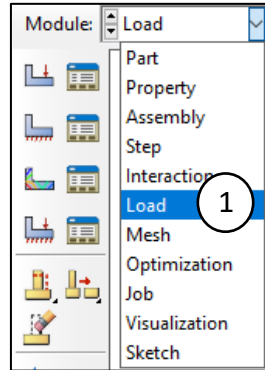 Module: Load
Part
Property
Assembly
Step
Interaction
Load
1
Mesh
Optimization
Job
Visualization
Sketch